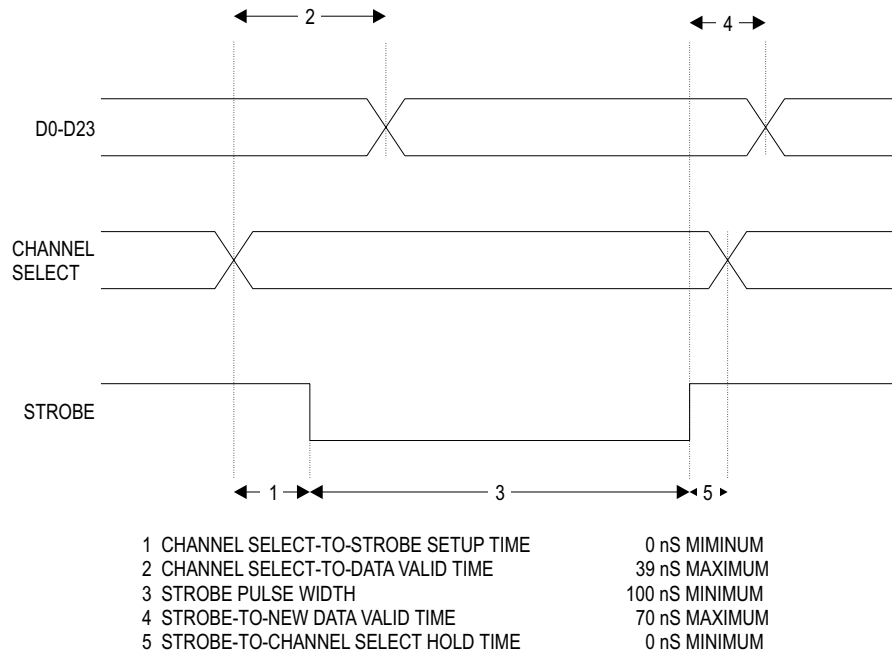 2
4
D0-D23
CHANNEL
SELECT
STROBE
1
3
5
1 CHANNEL SELECT-TO-STROBE SETUP TIME 0 nS MIMINUM
2 CHANNEL SELECT-TO-DATA VALID TIME 39 nS MAXIMUM
3 STROBE PULSE WIDTH 100 nS MINIMUM
4 STROBE-TO-NEW DATA VALID TIME 70 nS MAXIMUM
5 STROBE-TO-CHANNEL SELECT HOLD TIME 0 nS MINIMUM